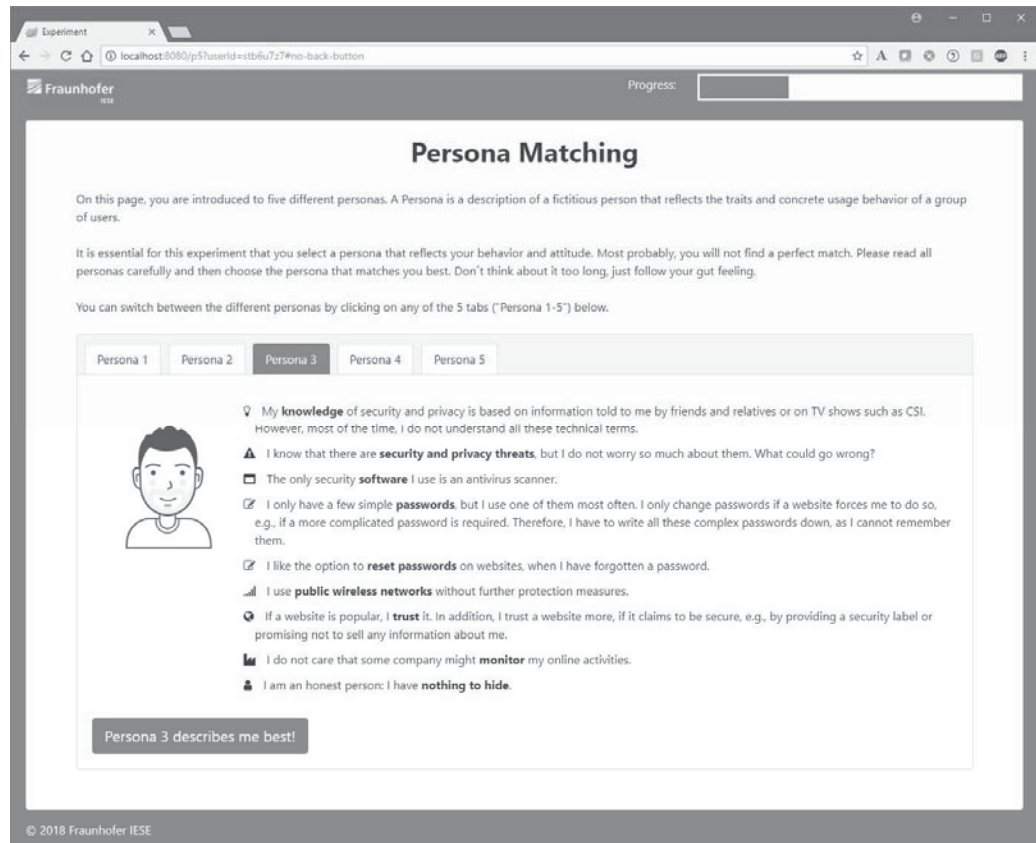 Experiment
localhost:8080/p5?userId=stb6u7z7#no-back-button
Fraunhofer
IESE
Progress:
Persona Matching
On this page, you are introduced to five different personas. A Persona is a description of a fictitious person that reflects the traits and concrete usage behavior of a group
of users.
It is essential for this experiment that you select a persona that reflects your behavior and attitude. Most probably, you will not find a perfect match. Please read all
personas carefully and then choose the persona that matches you best. Don´t think about it too long, just follow your gut feeling.
You can switch between the different personas by clicking on any of the 5 tabs ("Persona 1-5") below.
Persona 1 Persona 2 Persona 3 Persona 4 Persona 5
My knowledge of security and privacy is based on information told to me by friends and relatives or on TV shows such as CSI.
However, most of the time, I do not understand all these technical terms.
I know that there are security and privacy threats, but I do not worry so much about them. What could go wrong?
The only security software I use is an antivirus scanner.
I only have a few simple passwords, but I use one of them most often. I only change passwords if a website forces me to do so,
e.g., if a more complicated password is required. Therefore, I have to write all these complex passwords down, as I cannot remember
them.
I like the option to reset passwords on websites, when I have forgotten a password.
I use public wireless networks without further protection measures.
If a website is popular, I trust it. In addition, I trust a website more, if it claims to be secure, e.g., by providing a security label or
promising not to sell any information about me.
I do not care that some company might monitor my online activities.
I am an honest person: I have nothing to hide.
Persona 3 describes me best!
© 2018 Fraunhofer IESE